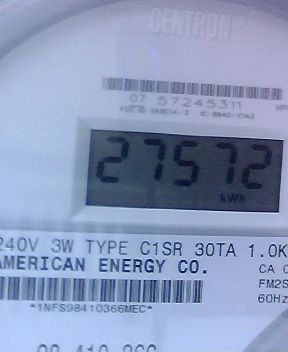 CENTRON
07 57245311
27572
kWh
240V 3W TYPE C1SR 30TA 1.0K
AMERICAN ENERGY CO.
CA
FM2S
60Hz
*1NFS98410366MEC*